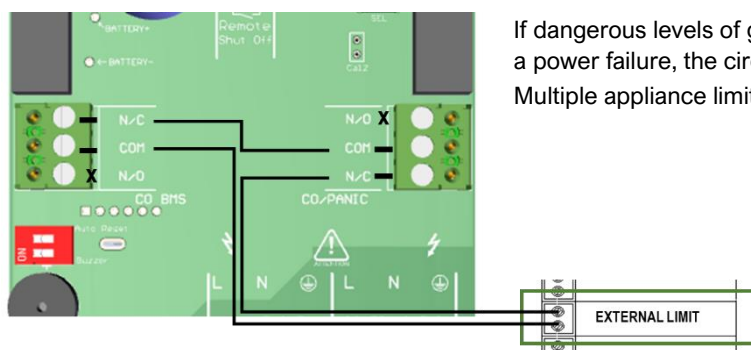 SEL
If dangerous levels of g
BATTERY+
Remote
Shut Off
a power failure, the cir
BATTERY-
Cal2
Multiple appliance limit
N/C
N/O X
COM
COM
X N/O
N/C
CO BMS
CO/PANIC
Auto Reset
ON
Buzzer
ATTENTION
L N L N
EXTERNAL LIMIT